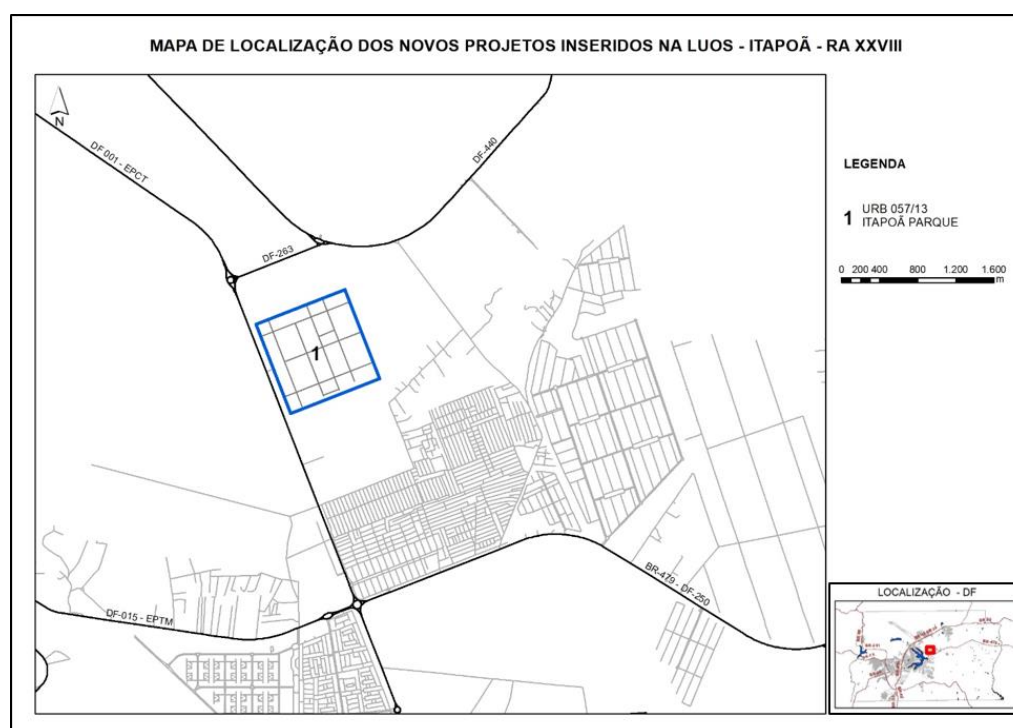 MAPA DE LOCALIZAÇÃO DOS NOVOS PROJETOS INSERIDOS NA LUOS - ITAPOÃ - RA XXVIII
N
DF 001 - EPCT
DF-440
DF-263
1
BR-479 - DF-250
DF-015 - EPTM
LEGENDA
1 URB 057/13
ITAPOÃ PARQUE
0 200 400 800 1.200 1.600
m
LOCALIZAÇÃO - DF